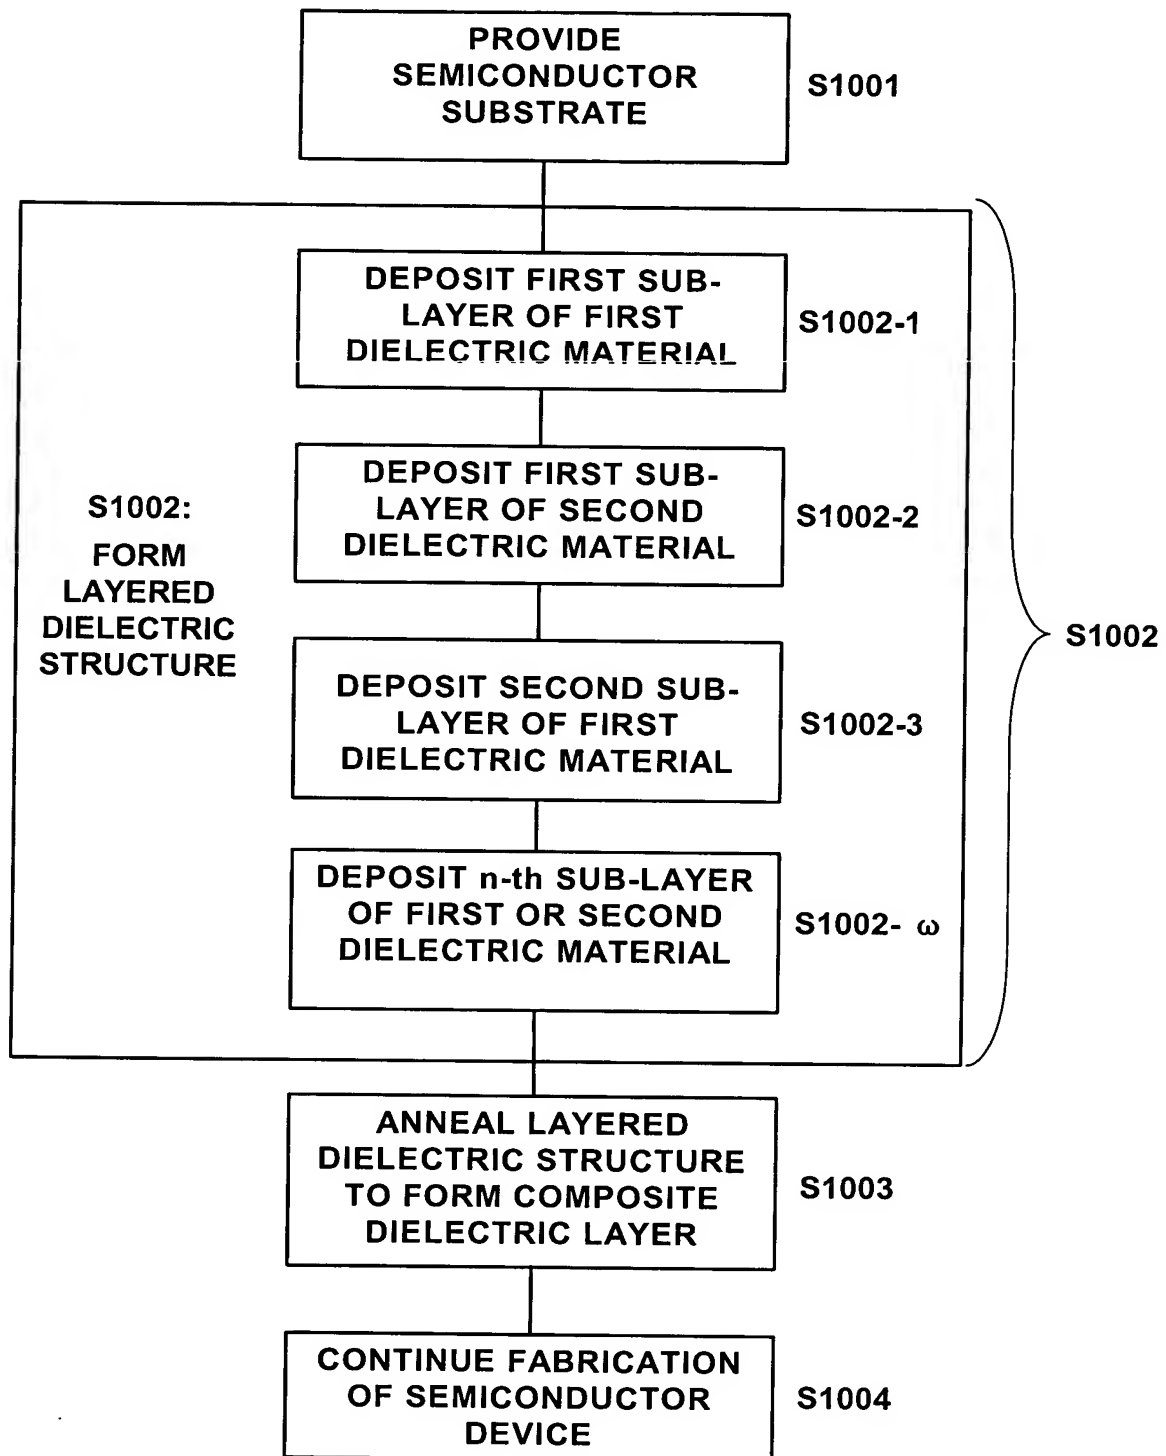 PROVIDE
SEMICONDUCTOR
SUBSTRATE
S1001
DEPOSIT FIRST SUB-
LAYER OF FIRST
DIELECTRIC MATERIAL
S1002-1
DEPOSIT FIRST SUB-
LAYER OF SECOND
DIELECTRIC MATERIAL
S1002-2
S1002:
FORM
LAYERED
DIELECTRIC
STRUCTURE
DEPOSIT SECOND SUB-
LAYER OF FIRST
DIELECTRIC MATERIAL
S1002-3
S1002
DEPOSIT n-th SUB-LAYER
OF FIRST OR SECOND
DIELECTRIC MATERIAL
S1002- ω
ANNEAL LAYERED
DIELECTRIC STRUCTURE
TO FORM COMPOSITE
DIELECTRIC LAYER
S1003
CONTINUE FABRICATION
OF SEMICONDUCTOR
DEVICE
S1004